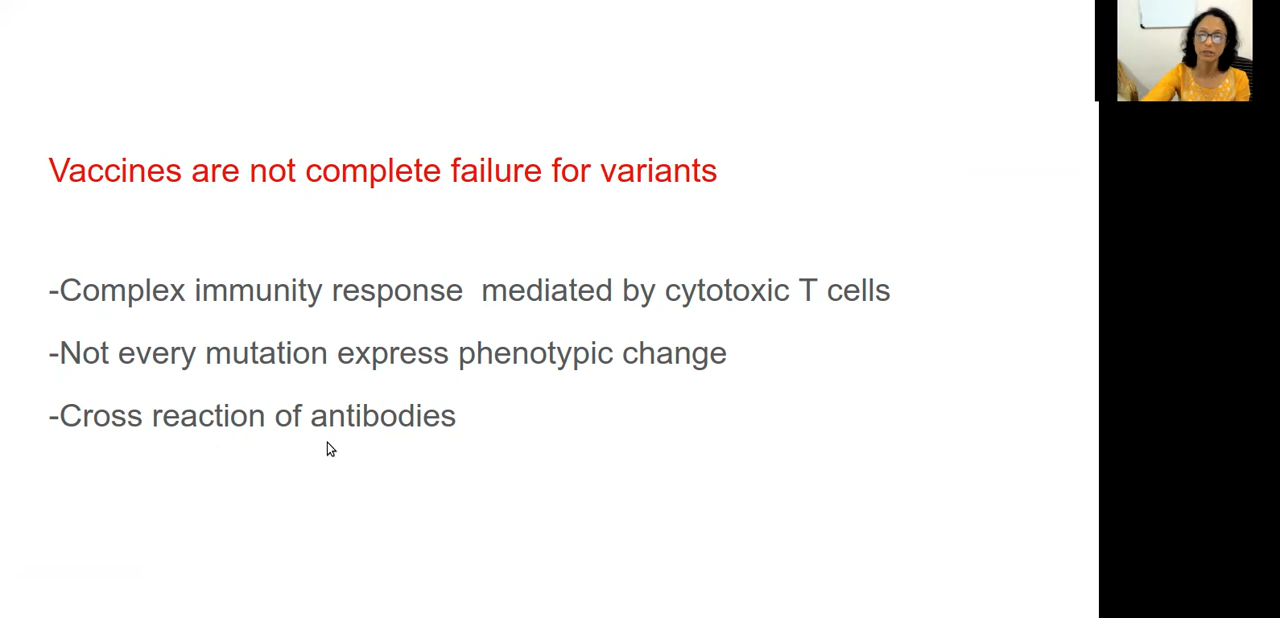 Vaccines are not complete failure for variants
-Complex immunity response  mediated by cytotoxic T cells
-Not every mutation express phenotypic change
-Cross reaction of antibodies